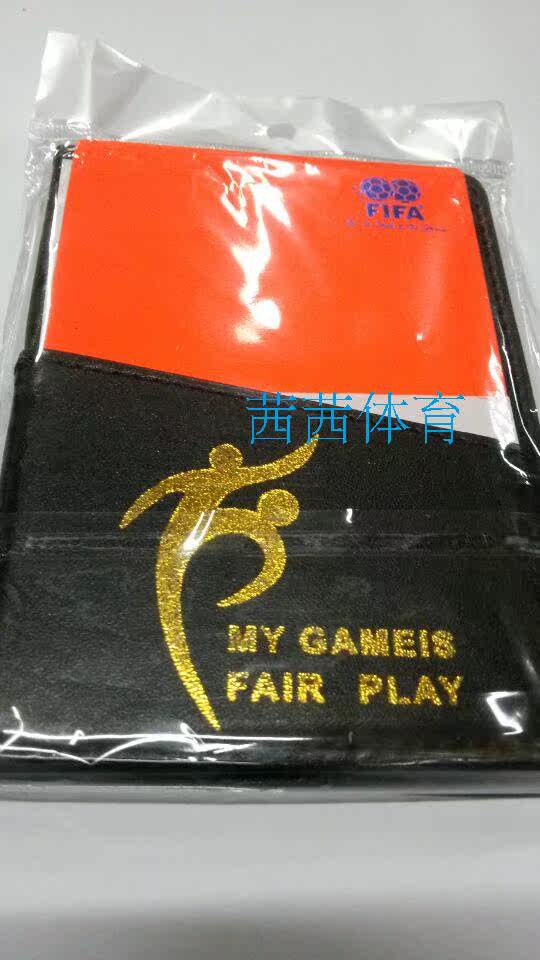 FIFA
茜茜体育
MY GAMEIS
FAIR PLAY